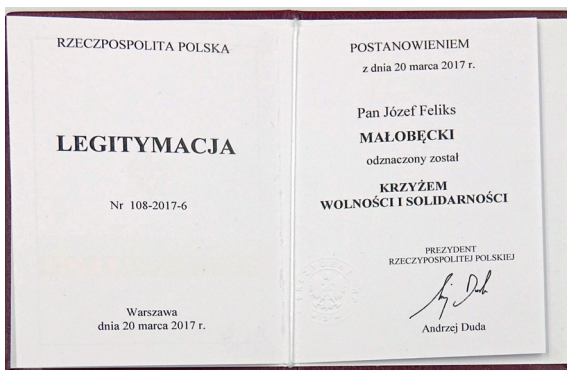 RZECZPOSPOLITA POLSKA
LEGITYMACJA
Nr 108-2017-6
Warszawa
dnia 20 marca 2017 r.
POSTANOWIENIEM
z dnia 20 marca 2017 r.
Pan Józef Feliks
MAŁOBĘCKI
odznaczony został
KRZYŻEM
WOLNOŚCI I SOLIDARNOŚCI
PREZYDENT
RZECZYPOSPOLITEJ POLSKIEJ
Andrzej Duda